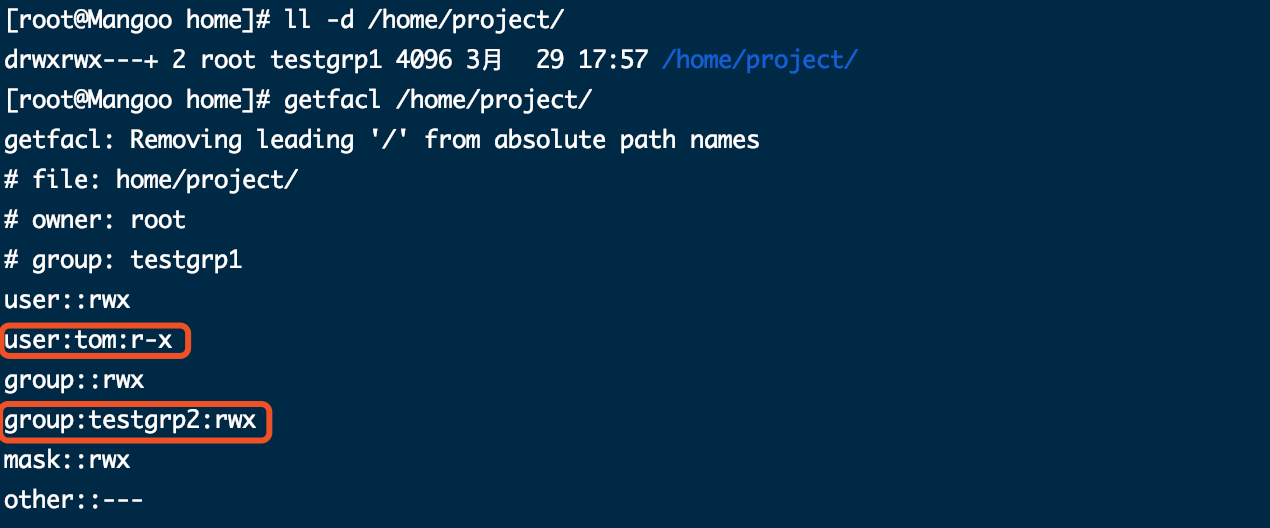 [root@Mangoo home]# ll -d /home/project/
drwxrwx---+ 2 root testgrp1 4096 3月  29 17:57 /home/project/
[root@Mangoo home]# getfacl /home/project/
getfacl: Removing leading '/' from absolute path names
# file: home/project/
# owner: root
# group: testgrp1
user::rwx
user:tom:r-x
group::rwx
group:testgrp2:rwx
mask::rwx
other::---